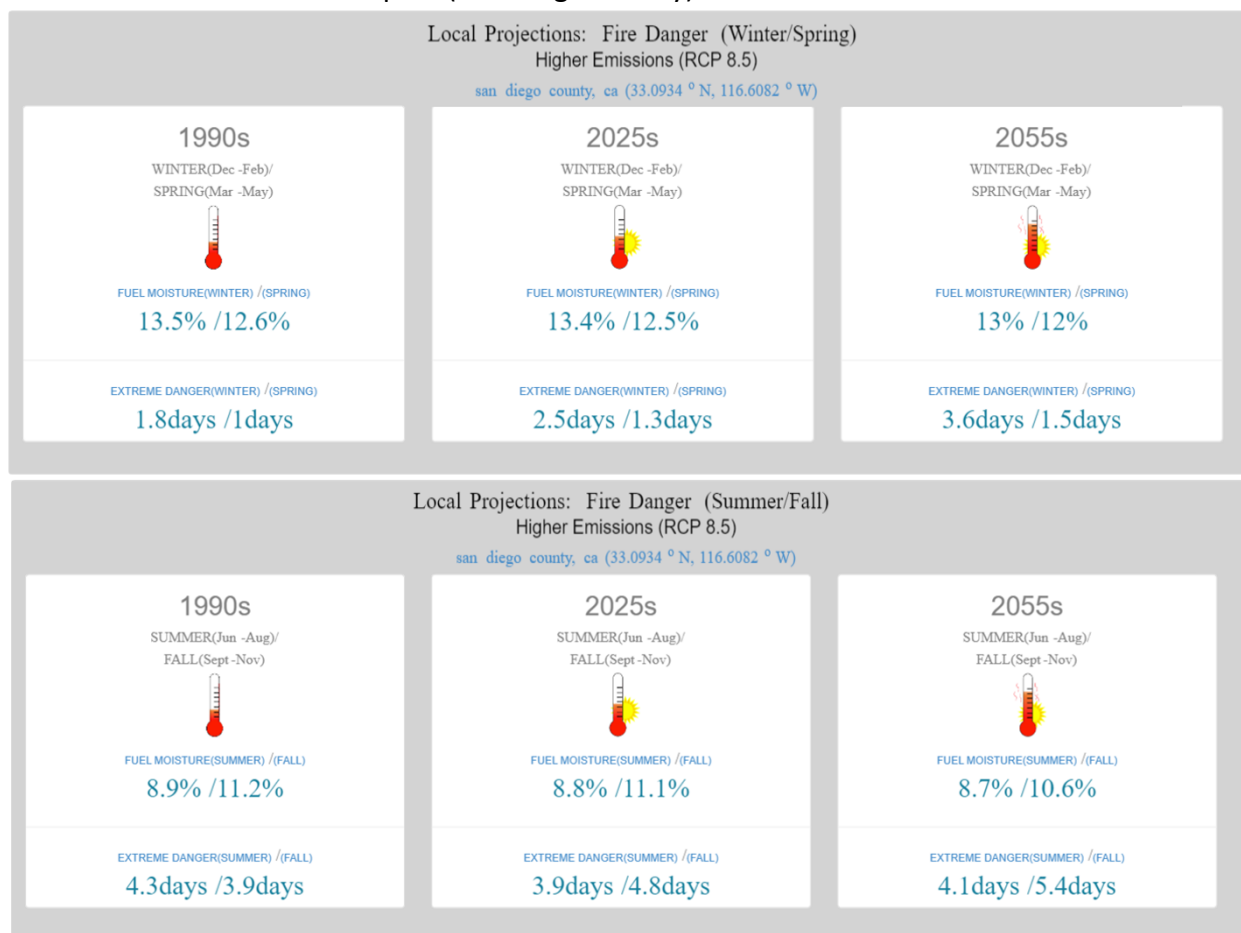 Local Projections: Fire Danger (Winter/Spring)
Higher Emissions (RCP 8.5)
san diego county, ca (33.0934 ° N, 116.6082 ° W)
1990s
WINTER(Dec -Feb)/
SPRING(Mar -May)
FUEL MOISTURE(WINTER) /(SPRING)
13.5% /12.6%
EXTREME DANGER(WINTER) /(SPRING)
1.8days /1days
2025s
WINTER(Dec -Feb)/
SPRING(Mar -May)
FUEL MOISTURE(WINTER) /(SPRING)
13.4% /12.5%
EXTREME DANGER(WINTER) /(SPRING)
2.5days /1.3days
2055s
WINTER(Dec -Feb)/
SPRING(Mar -May)
FUEL MOISTURE(WINTER) /(SPRING)
13% /12%
EXTREME DANGER(WINTER) /(SPRING)
3.6days /1.5days
Local Projections: Fire Danger (Summer/Fall)
Higher Emissions (RCP 8.5)
san diego county, ca (33.0934 ° N, 116.6082 ° W)
1990s
SUMMER(Jun -Aug)/
FALL(Sept -Nov)
FUEL MOISTURE(SUMMER) /(FALL)
8.9% /11.2%
EXTREME DANGER(SUMMER) /(FALL)
4.3days /3.9days
2025s
SUMMER(Jun -Aug)/
FALL(Sept -Nov)
FUEL MOISTURE(SUMMER) /(FALL)
8.8% /11.1%
EXTREME DANGER(SUMMER) /(FALL)
3.9days /4.8days
2055s
SUMMER(Jun -Aug)/
FALL(Sept -Nov)
FUEL MOISTURE(SUMMER) /(FALL)
8.7% /10.6%
EXTREME DANGER(SUMMER) /(FALL)
4.1days /5.4days